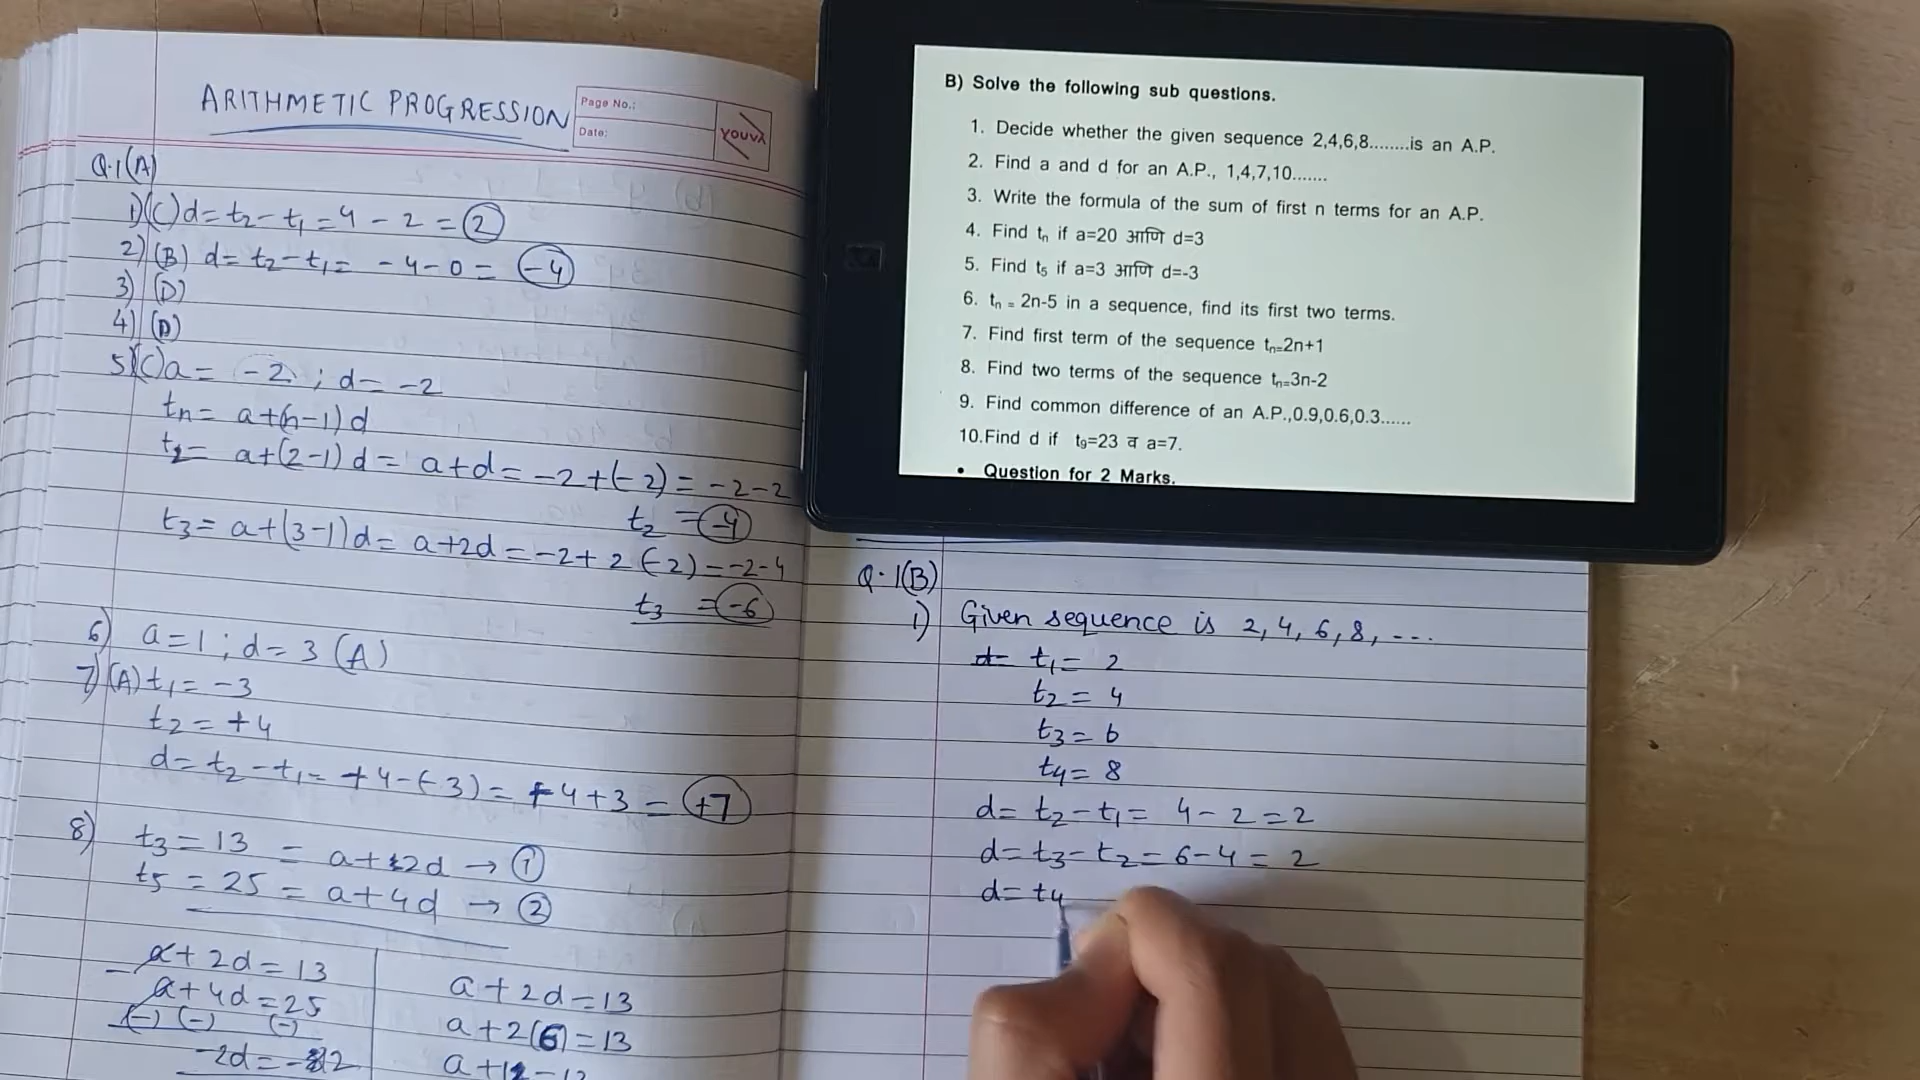 ARITHMETIC PROGRESSION
Page No.:
Date:
YOUVA
Q.1(A)
1) (C) d = t2 - t1 = 4 - 2 = 2
2) (B) d = t2 - t1 = -4 - 0 = -4
3) (D)
4) (D)
5) (C) a = -2 ; d = -2
tn = a+(n-1)d
t2 = a+(2-1)d = a+d = -2+(-2) = -2-2
t2 = -4
t3 = a+(3-1)d = a+2d = -2+2(-2) = -2-4
t3 = -6
6) a=1 ; d=3 (A)
7) (A) t1 = -3
t2 = +4
d = t2 - t1 = +4-(-3) = +4+3 = +7
8) t3 = 13 = a+2d → ①
t5 = 25 = a+4d → ②
a+2d=13
- a+4d=25
(-) (-) (-)
-2d=-12
a+2d=13
a+2(6)=13
B) Solve the following sub questions.
1. Decide whether the given sequence 2,4,6,8........is an A.P.
2. Find a and d for an A.P., 1,4,7,10.......
3. Write the formula of the sum of first n terms for an A.P.
4. Find tn if a=20 आणि d=3
5. Find t5 if a=3 आणि d=-3
6. tn = 2n-5 in a sequence, find its first two terms.
7. Find first term of the sequence tn=2n+1
8. Find two terms of the sequence tn=3n-2
9. Find common difference of an A.P.,0.9,0.6,0.3......
10.Find d if t9=23 व a=7.
• Question for 2 Marks.
Q.1(B)
1) Given sequence is 2, 4, 6, 8, ---
t1 = 2
t2 = 4
t3 = 6
t4 = 8
d = t2 - t1 = 4 - 2 = 2
d = t3 - t2 = 6 - 4 = 2
d = t4